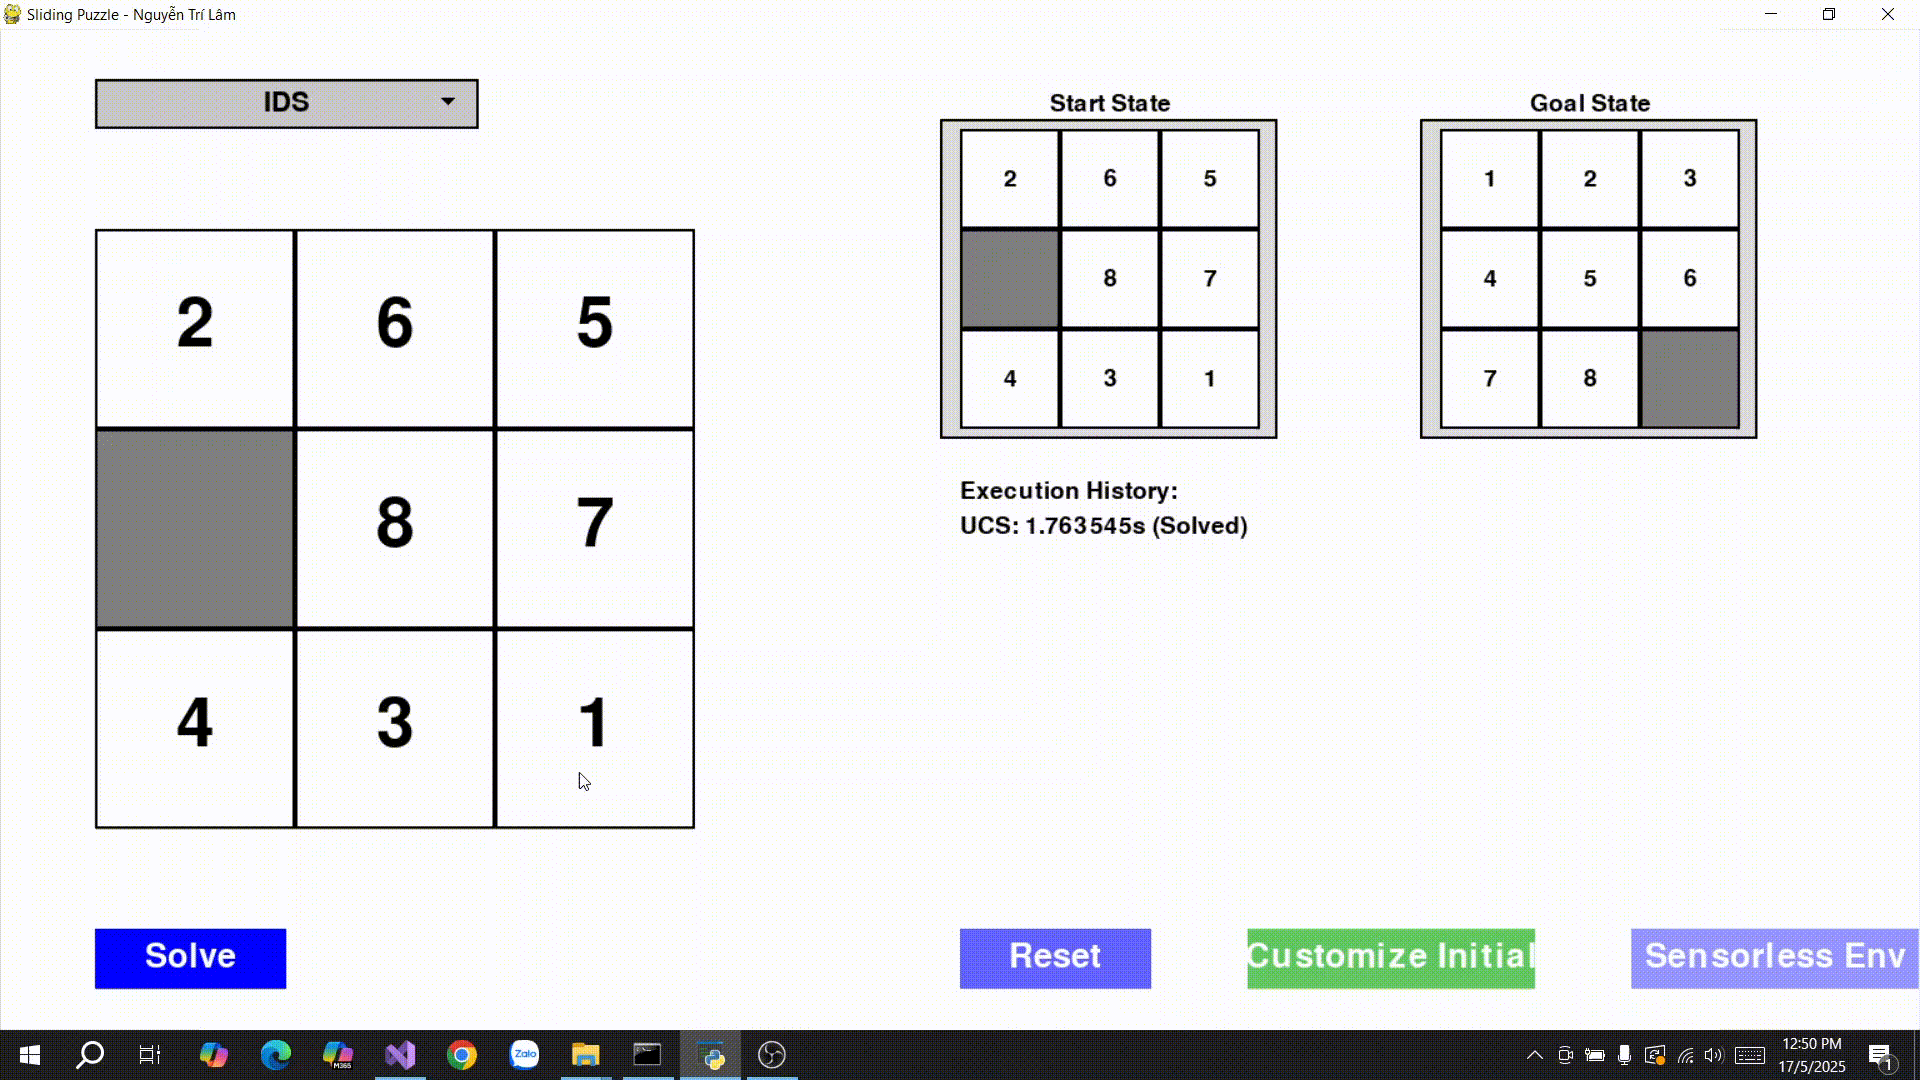 Sliding Puzzle - Nguyễn Trí Lâm
IDS
2 6 5
8 7
4 3 1
Start State
2 6 5
8 7
4 3 1
Goal State
1 2 3
4 5 6
7 8
Execution History:
UCS: 1.763545s (Solved)
Solve
Reset
Customize Initial
Sensorless Env
M365
Zalo
12:50 PM
17/5/2025
1